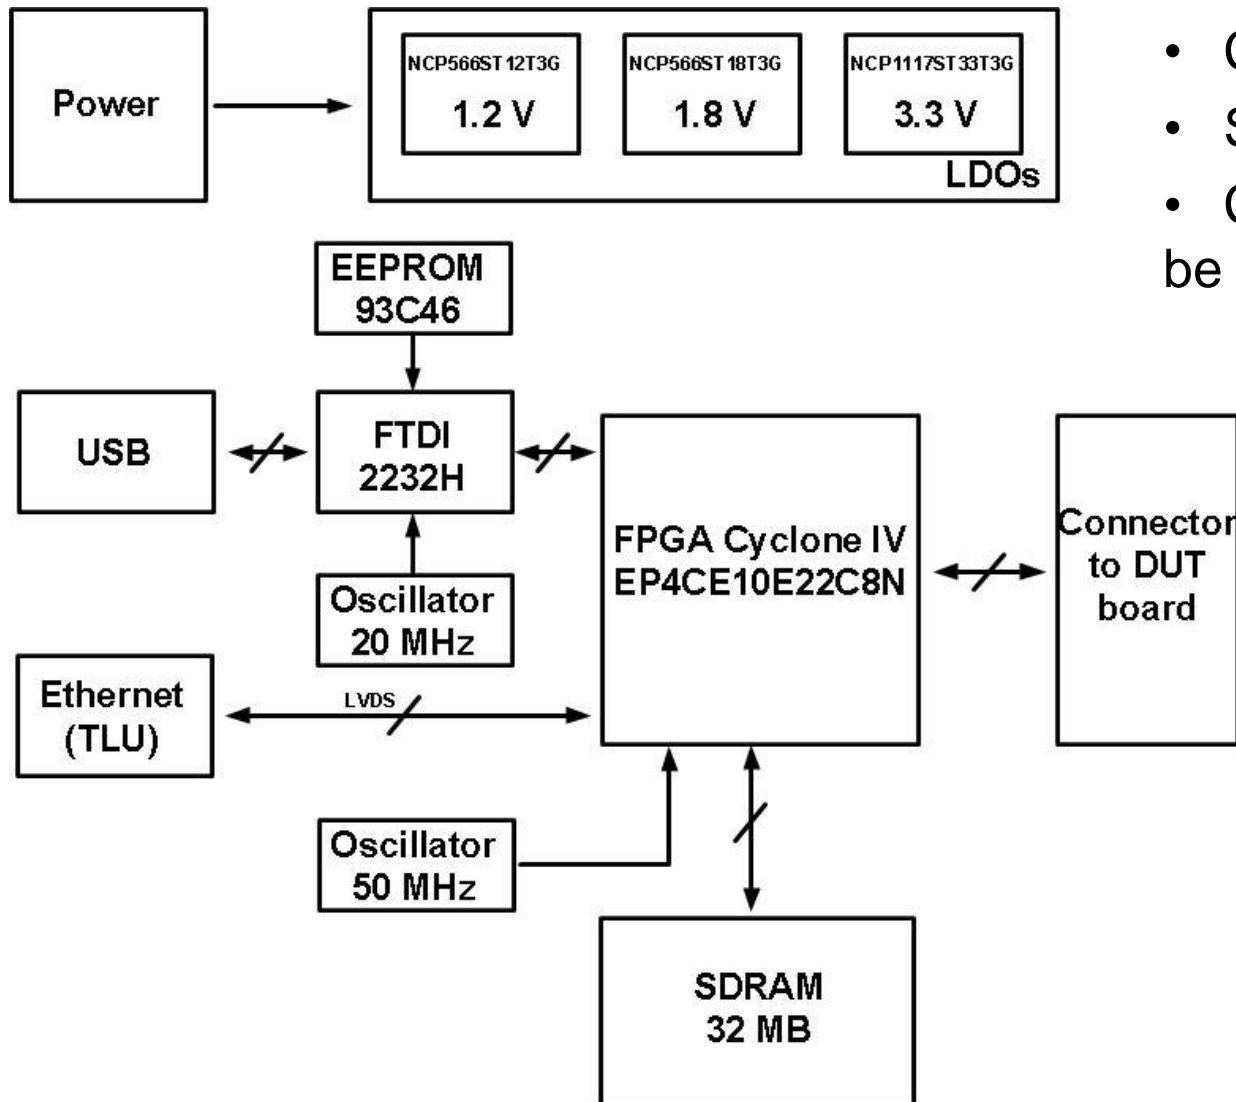 Power
NCP566ST12T3G
1.2 V
NCP566ST18T3G
1.8 V
NCP1117ST33T3G
3.3 V
LDOs
•
•
•
be
EEPROM
93C46
USB
FTDI
2232H
FPGA Cyclone IV
EP4CE10E22C8N
Connector
to DUT
board
Oscillator
20 MHz
Ethernet
(TLU)
LVDS
Oscillator
50 MHz
SDRAM
32 MB